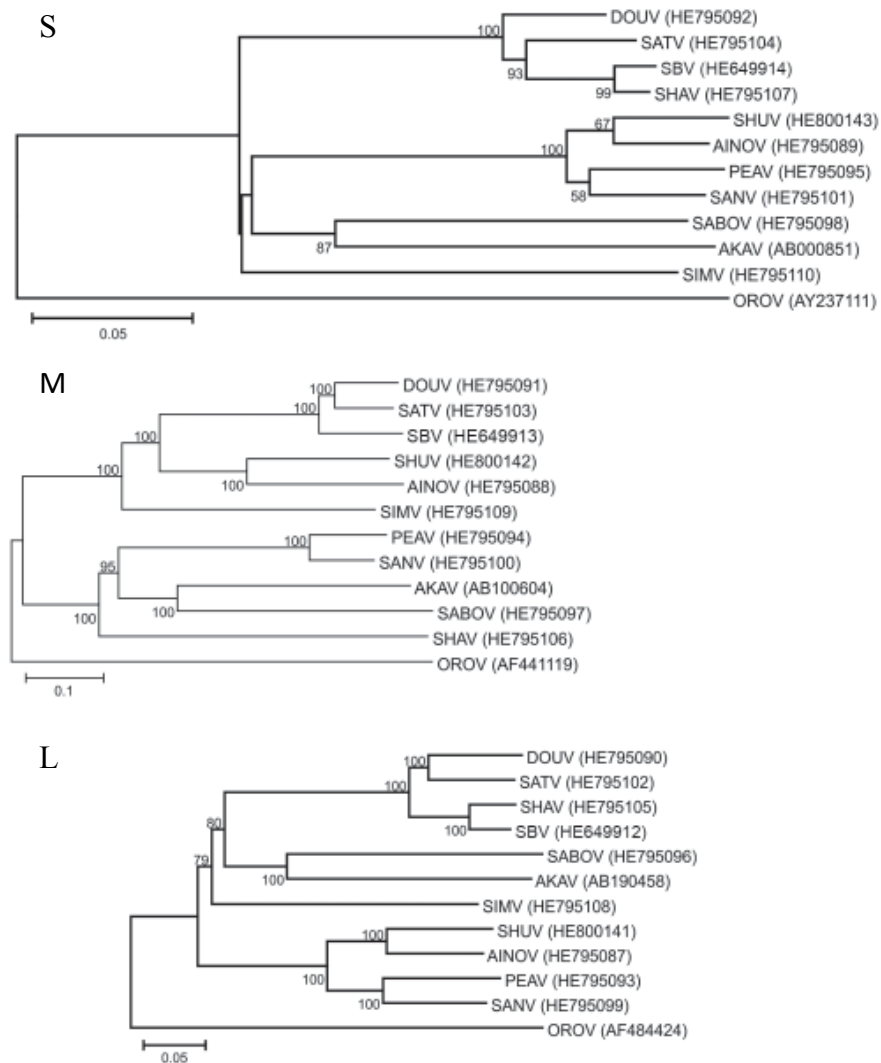 S
100
DOUV (HE795092)
SATV (HE795104)
93
SBV (HE649914)
99
SHAV (HE795107)
67
SHUV (HE800143)
100
AINOV (HE795089)
PEAV (HE795095)
58
SANV (HE795101)
SABOV (HE795098)
87
AKAV (AB000851)
SIMV (HE795110)
OROV (AY237111)
0.05
M
100
DOUV (HE795091)
100
SATV (HE795103)
100
SBV (HE649913)
100
SHUV (HE800142)
100
AINOV (HE795088)
SIMV (HE795109)
100
PEAV (HE795094)
SANV (HE795100)
95
AKAV (AB100604)
100
SABOV (HE795097)
100
SHAV (HE795106)
OROV (AF441119)
0.1
L
100
DOUV (HE795090)
100
SATV (HE795102)
SHAV (HE795105)
100
SBV (HE649912)
80
SABOV (HE795096)
79
100
AKAV (AB190458)
SIMV (HE795108)
100
SHUV (HE800141)
AINOV (HE795087)
100
PEAV (HE795093)
100
SANV (HE795099)
OROV (AF484424)
0.05